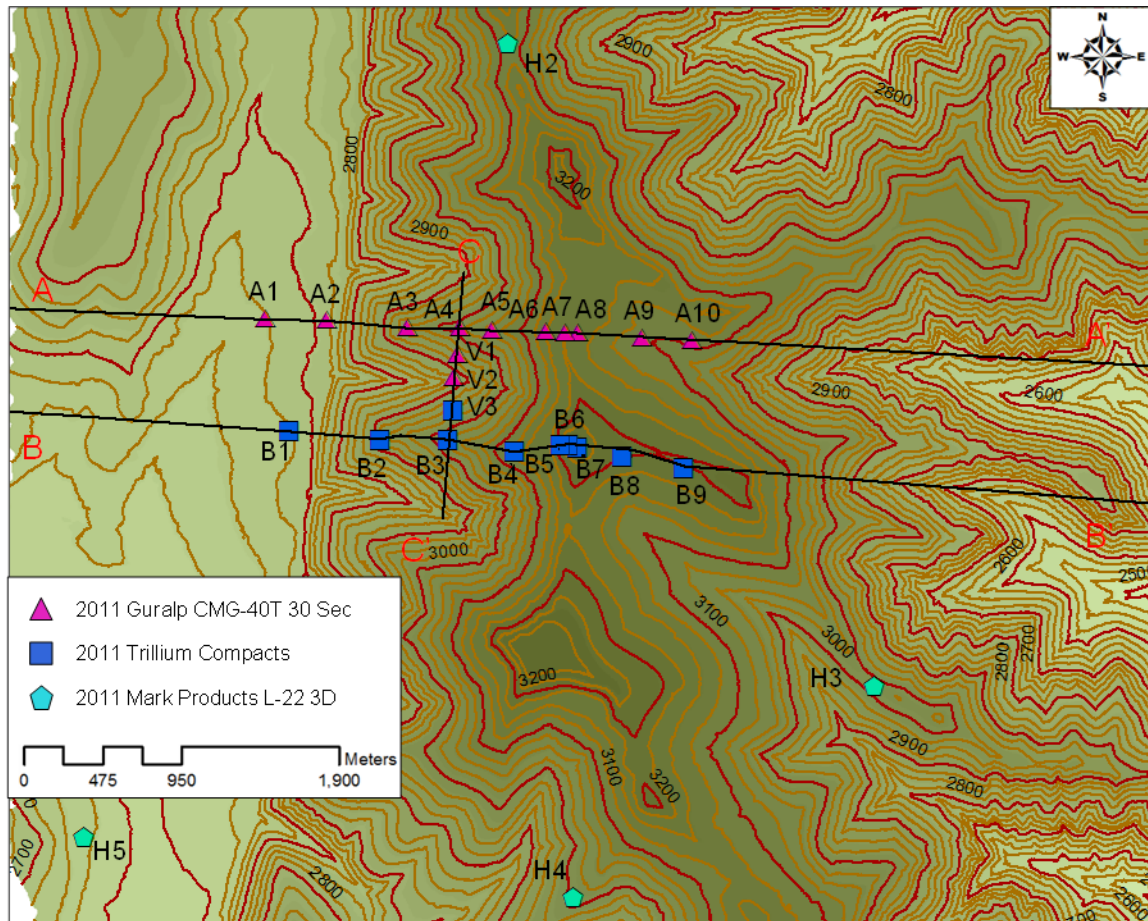 N
W E
S
H2
2900
2800
2800
3200
2900
C
A
A1 A2 A3 A4 A5 A6 A7 A8 A9 A10
A'
V1
V2
V3
2900
2600
B
B1 B2 B3 B4 B5 B6 B7 B8 B9
B'
C'
3000
2600
2500
3100
3000
2800
2700
3200
H3
2900
3100
3200
2800
2700
H5
2800
H4
2700
2800
2600
2011 Guralp CMG-40T 30 Sec
2011 Trillium Compacts
2011 Mark Products L-22 3D
Meters
0 475 950 1,900